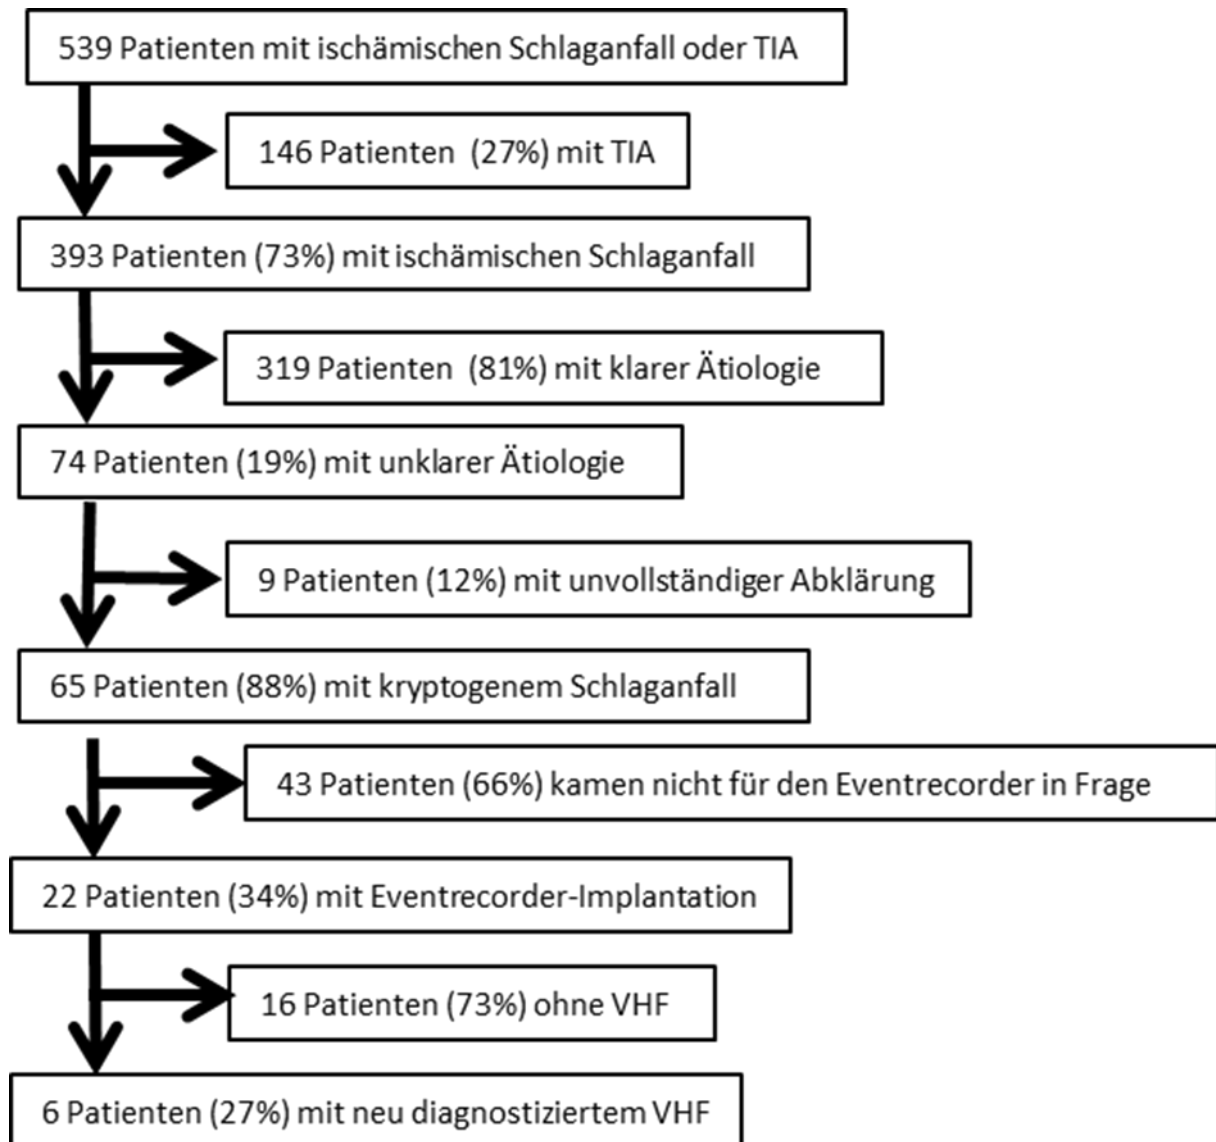 539 Patienten mit ischämischen Schlaganfall oder TIA
146 Patienten (27%) mit TIA
393 Patienten (73%) mit ischämischen Schlaganfall
319 Patienten (81%) mit klarer Ätiologie
74 Patienten (19%) mit unklarer Ätiologie
9 Patienten (12%) mit unvollständiger Abklärung
65 Patienten (88%) mit kryptogenem Schlaganfall
43 Patienten (66%) kamen nicht für den Eventrecorder in Frage
22 Patienten (34%) mit Eventrecorder-Implantation
16 Patienten (73%) ohne VHF
6 Patienten (27%) mit neu diagnostiziertem VHF